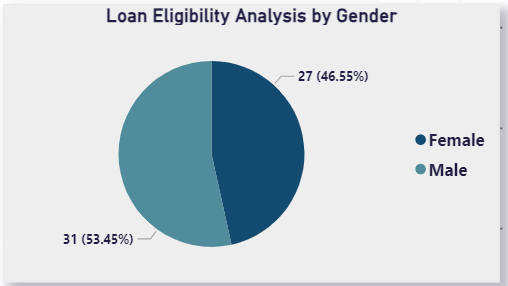 Loan Eligibility Analysis by Gender
27 (46.55%)
Female
Male
31 (53.45%)